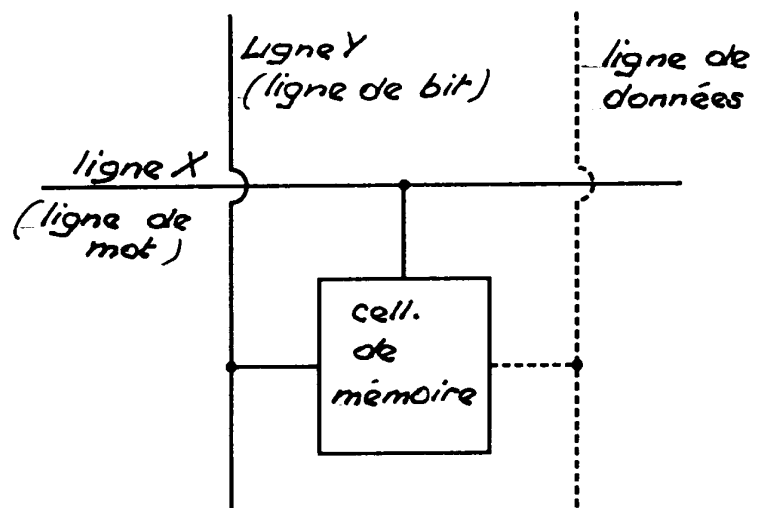 Ligne Y
(ligne de bit)
ligne de
données
ligne X
(ligne de
mot)
cell.
de
mémoire